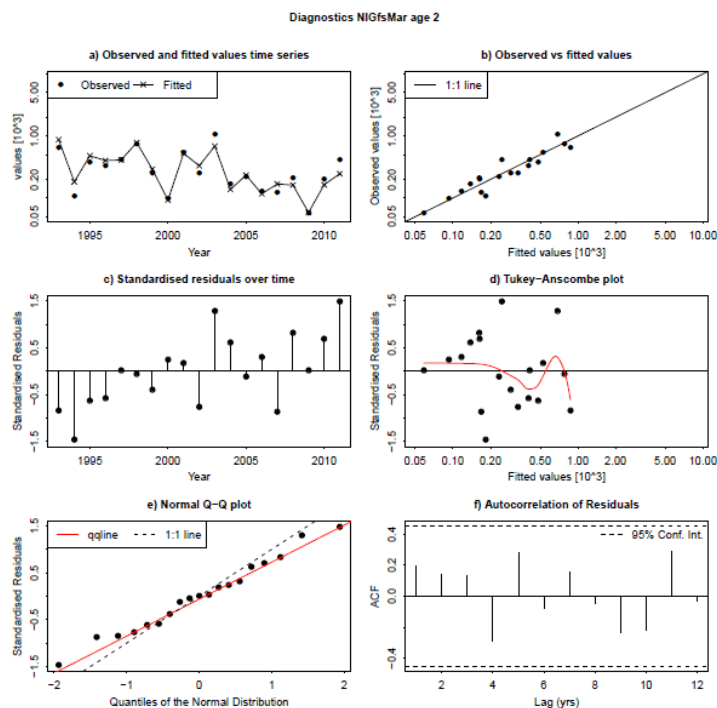 Diagnostics NIGfsMar age 2
a) Observed and fitted values time series
values [10^3]
5.00
1.00
0.20
0.05
Observed
Fitted
1995 2000 2005 2010
Year
b) Observed vs fitted values
Observed values [10^3]
5.00
1.00
0.20
0.05
1:1 line
0.05 0.10 0.20 0.50 1.00 2.00 5.00 10.00
Fitted values [10^3]
c) Standardised residuals over time
Standardised Residuals
1.5
0.5
−0.5
−1.5
1995 2000 2005 2010
Year
d) Tukey−Anscombe plot
Standardised Residuals
1.5
0.5
−0.5
−1.5
0.05 0.10 0.20 0.50 1.00 2.00 5.00 10.00
Fitted values [10^3]
e) Normal Q−Q plot
Standardised Residuals
1.5
0.5
−0.5
−1.5
qqline
1:1 line
−2 −1 0 1 2
Quantiles of the Normal Distribution
f) Autocorrelation of Residuals
ACF
0.4
0.2
0.0
−0.4
95% Conf. Int.
2 4 6 8 10 12
Lag (yrs)